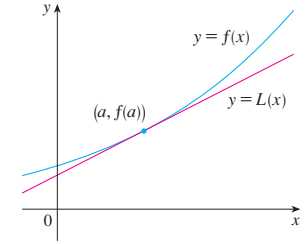 y
y = f(x)
(a, f(a))
y = L(x)
0
x